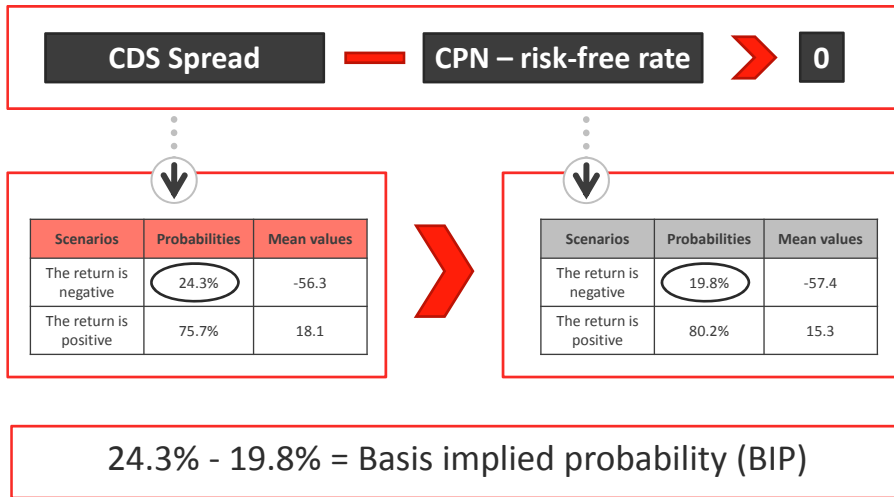 CDS Spread
CPN – risk-free rate
0
Scenarios Probabilities Mean values
The return is
negative 24.3% -56.3
The return is
positive 75.7% 18.1
Scenarios Probabilities Mean values
The return is
negative 19.8% -57.4
The return is
positive 80.2% 15.3
24.3% - 19.8% = Basis implied probability (BIP)